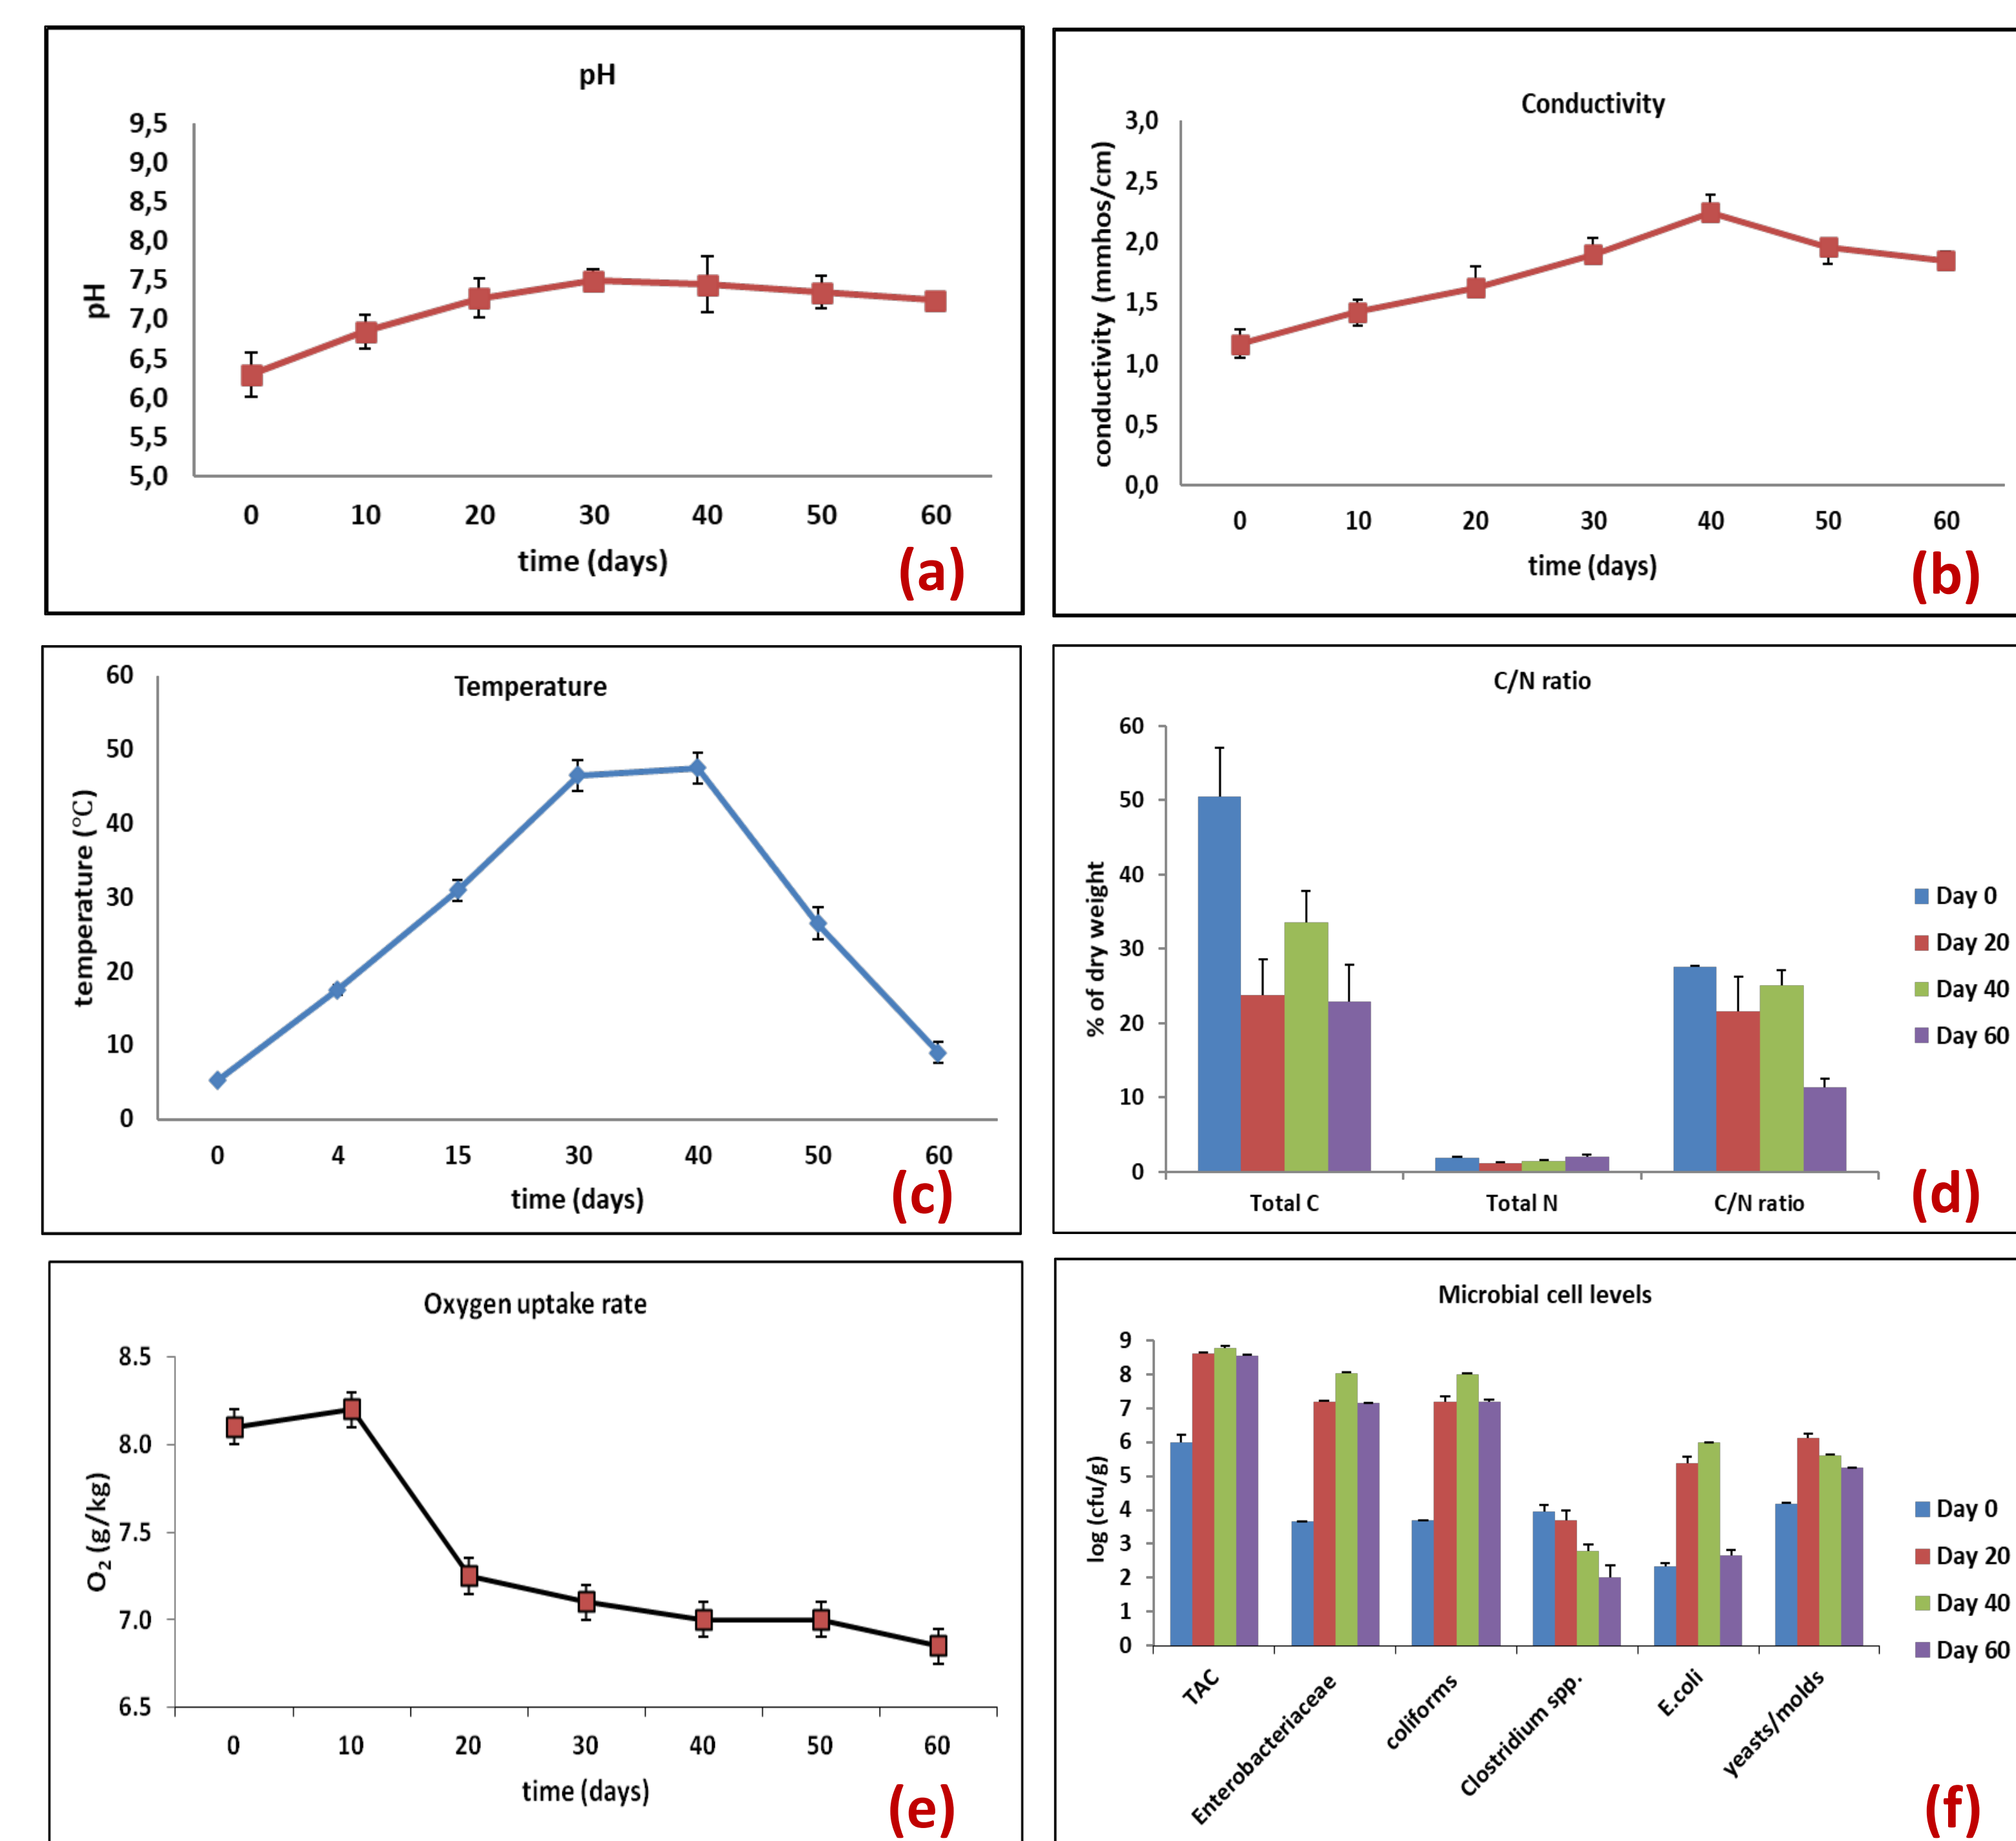 pH
9,5
9,0
8,5
8,0
7,5
7,0
6,5
6,0
5,5
5,0
pH
0 10 20 30 40 50 60
time (days)
(a)
Conductivity
3,0
2,5
2,0
1,5
1,0
0,5
0,0
conductivity (mmhos/cm)
0 10 20 30 40 50 60
time (days)
(b)
Temperature
60
50
40
30
20
10
0
temperature (°C)
0 4 15 30 40 50 60
time (days)
(c)
C/N ratio
60
50
40
30
20
10
0
% of dry weight
Total C Total N C/N ratio
Day 0
Day 20
Day 40
Day 60
(d)
Oxygen uptake rate
8.5
8.0
7.5
7.0
6.5
O₂ (g/kg)
0 10 20 30 40 50 60
time (days)
(e)
Microbial cell levels
9
8
7
6
5
4
3
2
1
0
log (cfu/g)
TAC Enterobacteriaceae coliforms Clostridium spp. E.coli yeasts/molds
Day 0
Day 20
Day 40
Day 60
(f)